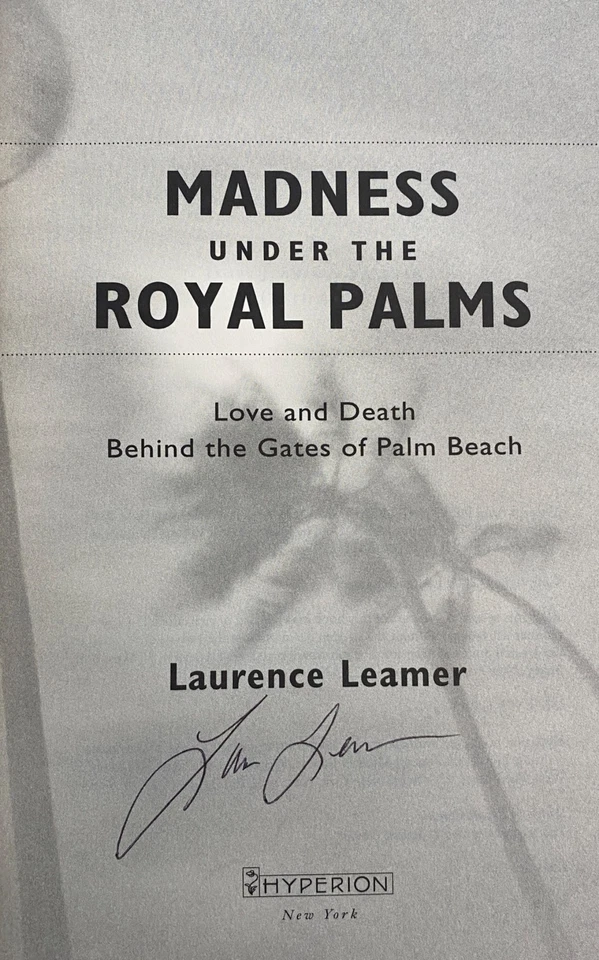 MADNESS
UNDER THE
ROYAL PALMS
Love and Death
Behind the Gates of Palm Beach
Laurence Leamer
HYPERION
New York